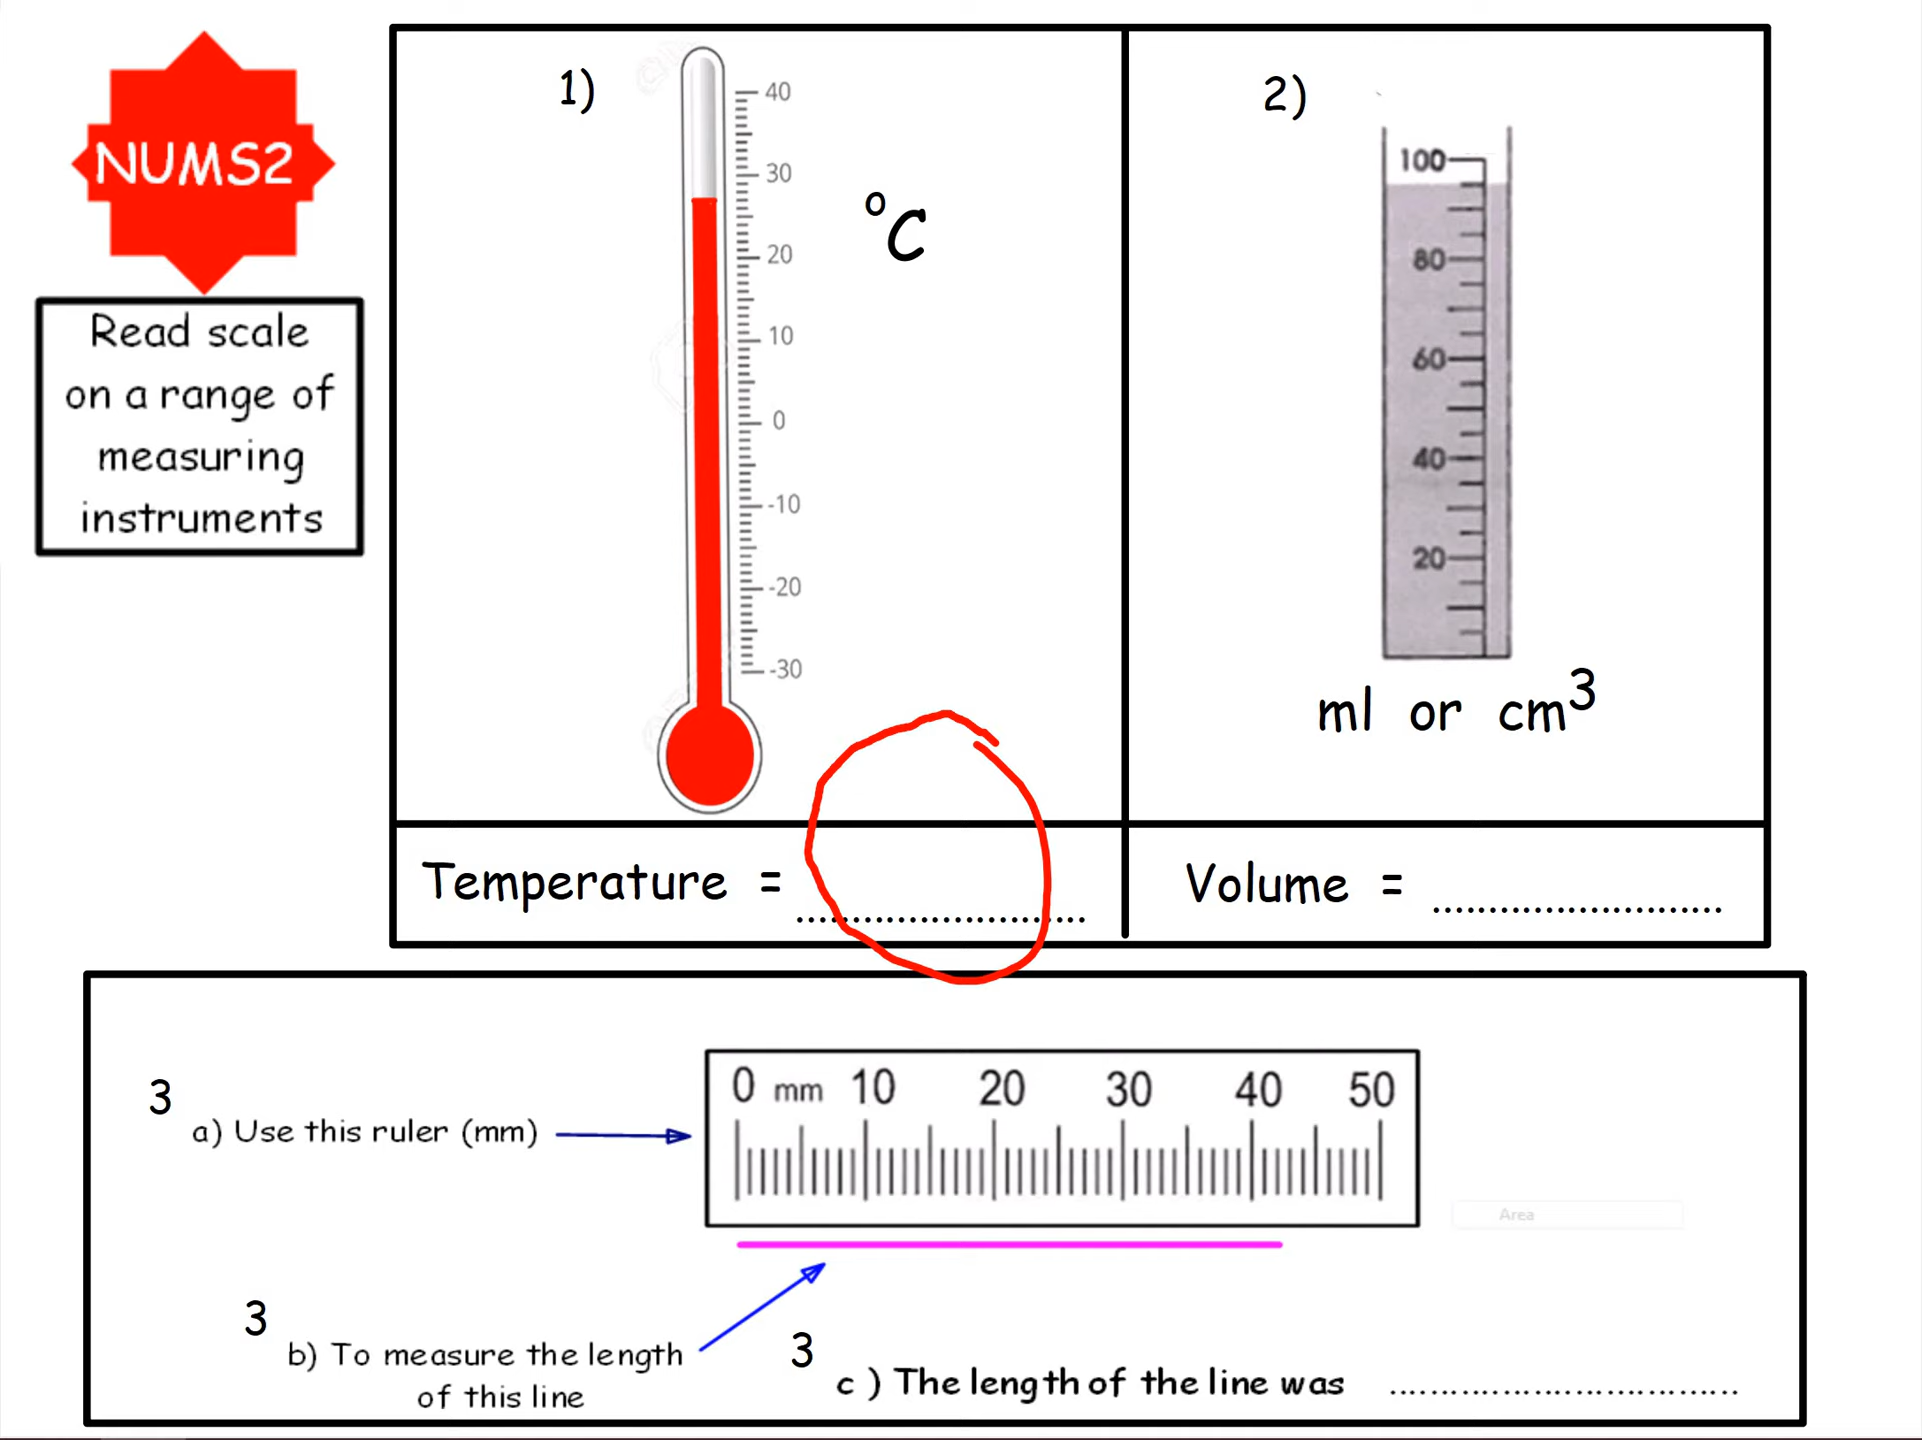 NUMS2
Read scale
on a range of
measuring
instruments
1)
40
30
20
10
0
-10
-20
-30
°C
Temperature = ..........................
2)
100
80
60
40
20
ml or cm³
Volume = ..........................
3
a) Use this ruler (mm)
0 mm 10 20 30 40 50
Area
3
b) To measure the length
of this line
3
c ) The length of the line was ..................................